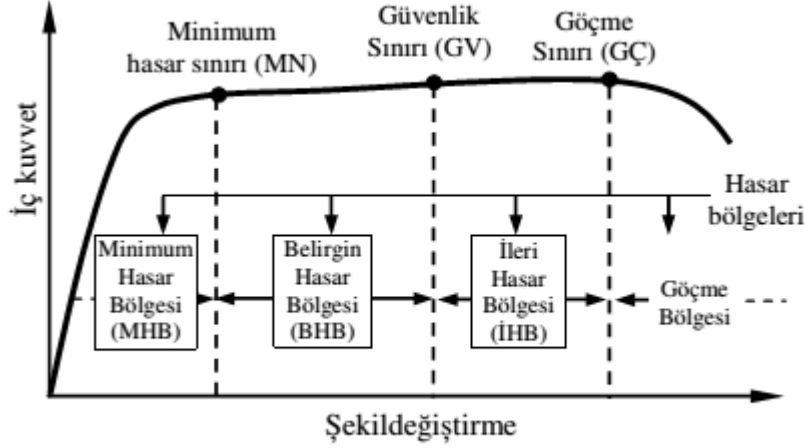 Minimum
hasar sınırı (MN)
Güvenlik
Sınırı (GV)
Göçme
Sınırı (GÇ)
İç kuvvet
Hasar
bölgeleri
Minimum
Hasar
Bölgesi
(MHB)
Belirgin
Hasar
Bölgesi
(BHB)
İleri
Hasar
Bölgesi
(İHB)
Göçme
Bölgesi
Şekildeğiştirme